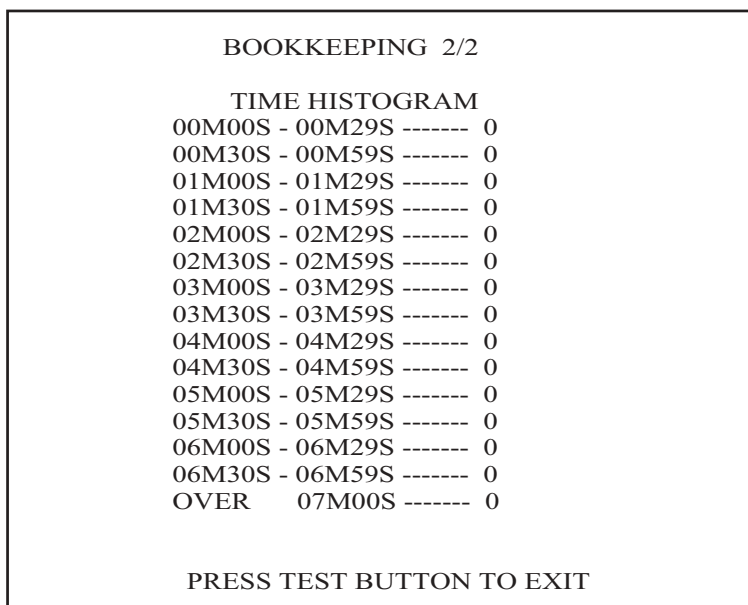 BOOKKEEPING 2/2
TIME HISTOGRAM
00M00S - 00M29S ------- 0
00M30S - 00M59S ------- 0
01M00S - 01M29S ------- 0
01M30S - 01M59S ------- 0
02M00S - 02M29S ------- 0
02M30S - 02M59S ------- 0
03M00S - 03M29S ------- 0
03M30S - 03M59S ------- 0
04M00S - 04M29S ------- 0
04M30S - 04M59S ------- 0
05M00S - 05M29S ------- 0
05M30S - 05M59S ------- 0
06M00S - 06M29S ------- 0
06M30S - 06M59S ------- 0
OVER 07M00S ------- 0
PRESS TEST BUTTON TO EXIT